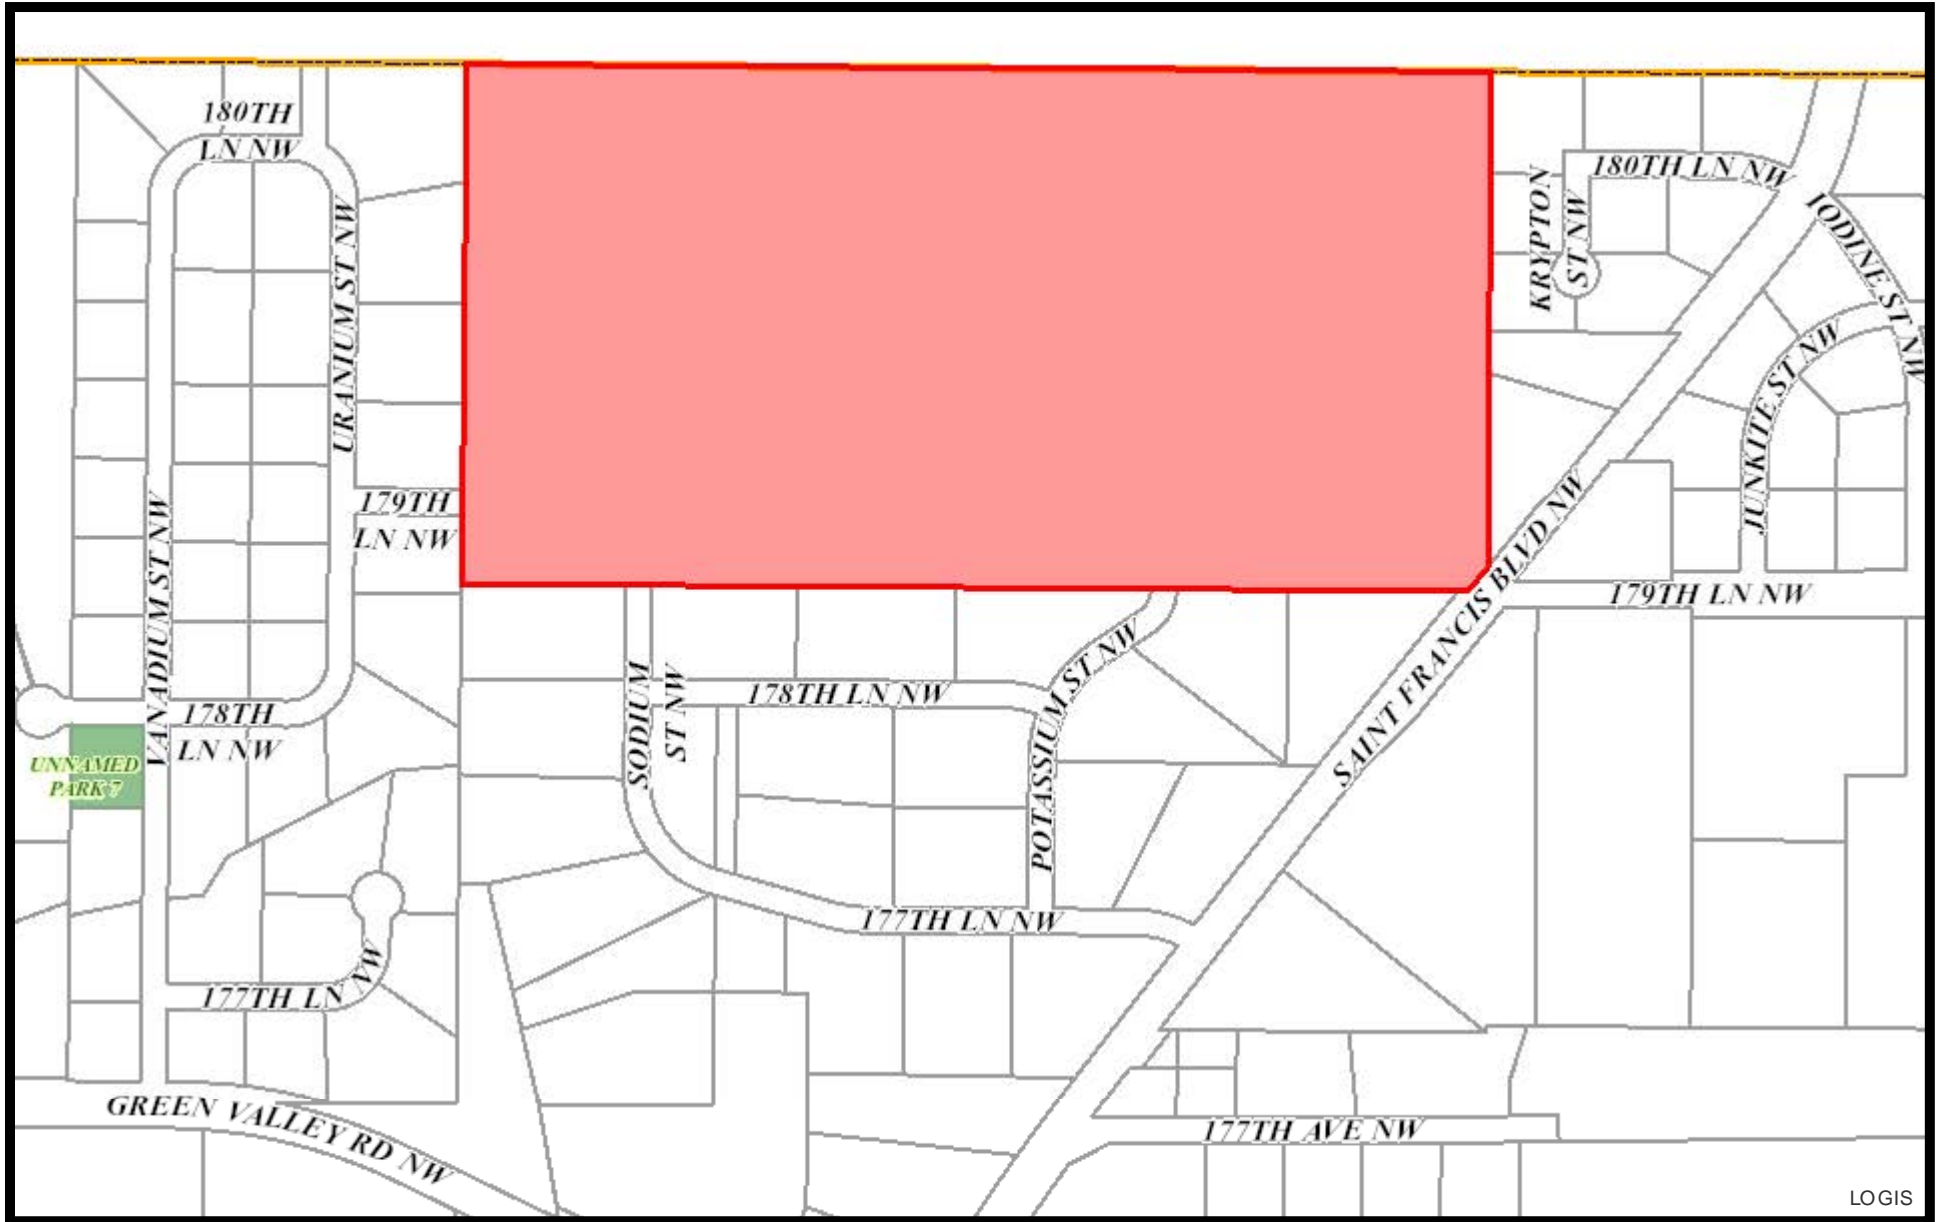 180TH
LN NW
URANIUM ST NW
179TH
LN NW
VANADIUM ST NW
178TH
LN NW
UNNAMED
PARK 7
177TH LN NW
GREEN VALLEY RD NW
SODIUM
ST NW
178TH LN NW
POTASSIUM ST NW
177TH LN NW
SAINT FRANCIS BLVD NW
KRYPTON
ST NW
180TH LN NW
IODINE ST NW
JUNKITE ST NW
179TH LN NW
177TH AVE NW
LOGIS